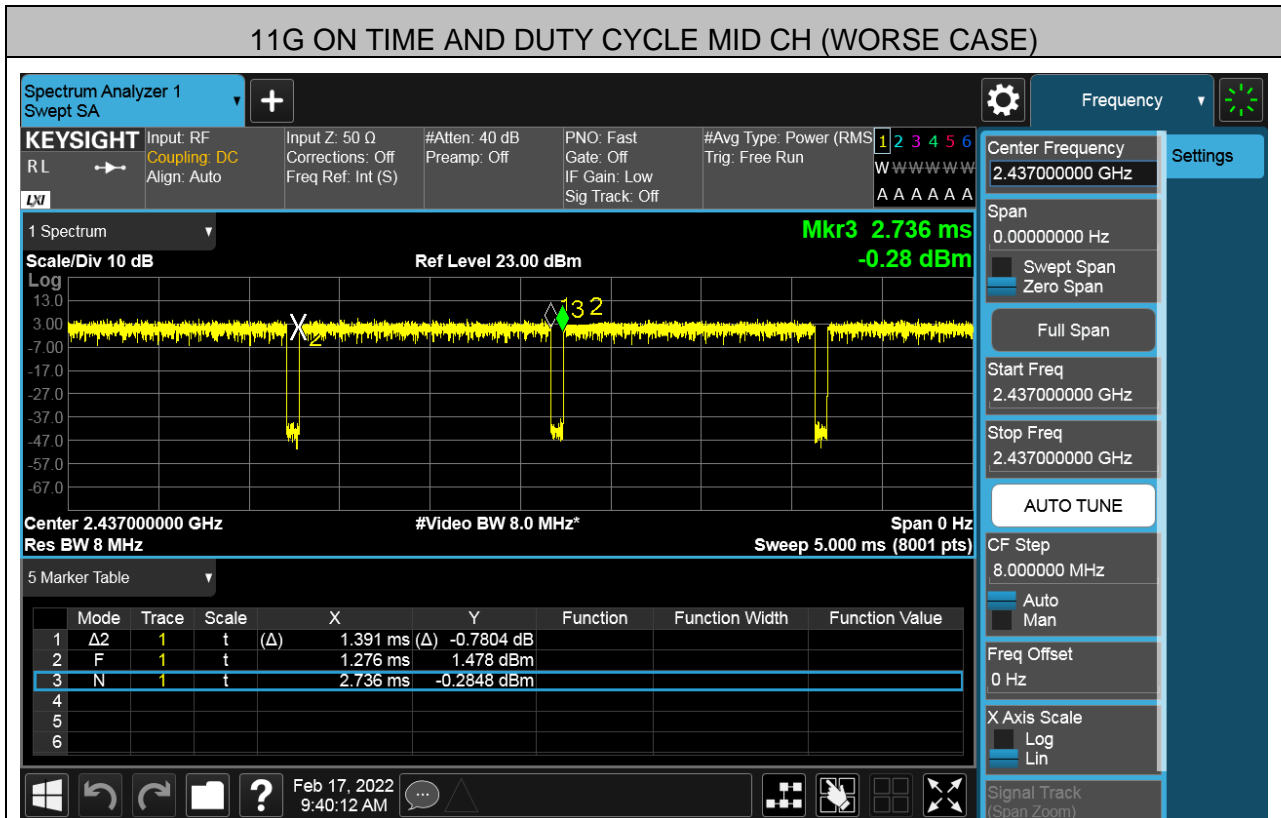 11G ON TIME AND DUTY CYCLE MID CH (WORSE CASE)
Spectrum Analyzer 1
Swept SA
Frequency
KEYSIGHT
RL
LXI
Input: RF
Coupling: DC
Align: Auto
Input Z: 50 Ω
Corrections: Off
Freq Ref: Int (S)
#Atten: 40 dB
Preamp: Off
PNO: Fast
Gate: Off
IF Gain: Low
Sig Track: Off
#Avg Type: Power (RMS
Trig: Free Run
1 2 3 4 5 6
W W W W W W
A A A A A A
1 Spectrum
Mkr3 2.736 ms
Scale/Div 10 dB
Ref Level 23.00 dBm
-0.28 dBm
Log
13.0
3.00
-7.00
-17.0
-27.0
-37.0
-47.0
-57.0
-67.0
X
2
1 3 2
Center 2.437000000 GHz
#Video BW 8.0 MHz*
Span 0 Hz
Res BW 8 MHz
Sweep 5.000 ms (8001 pts)
5 Marker Table
Mode Trace Scale X Y Function Function Width Function Value
1 Δ2 1 t (Δ) 1.391 ms (Δ) -0.7804 dB
2 F 1 t 1.276 ms 1.478 dBm
3 N 1 t 2.736 ms -0.2848 dBm
4
5
6
?
Feb 17, 2022
9:40:12 AM
Center Frequency
2.437000000 GHz
Settings
Span
0.00000000 Hz
Swept Span
Zero Span
Full Span
Start Freq
2.437000000 GHz
Stop Freq
2.437000000 GHz
AUTO TUNE
CF Step
8.000000 MHz
Auto
Man
Freq Offset
0 Hz
X Axis Scale
Log
Lin
Signal Track
(Span Zoom)